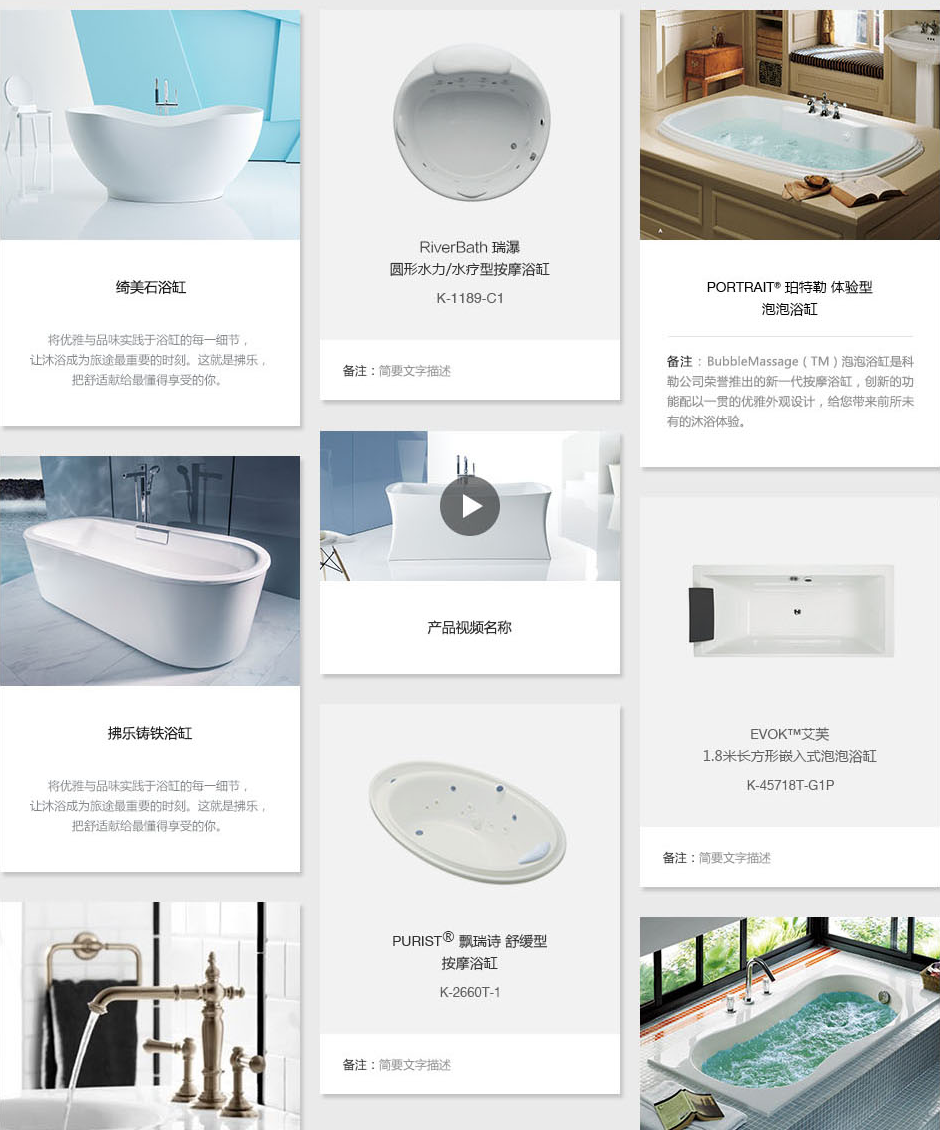 绮美石浴缸
将优雅与品味实践于浴缸的每一细节，
让沐浴成为旅途最重要的时刻。这就是拂乐，
把舒适献给最懂得享受的你。
拂乐铸铁浴缸
将优雅与品味实践于浴缸的每一细节，
让沐浴成为旅途最重要的时刻。这就是拂乐，
把舒适献给最懂得享受的你。
RiverBath 瑞瀑
圆形水力/水疗型按摩浴缸
K-1189-C1
备注：简要文字描述
产品视频名称
PURIST® 飘瑞诗 舒缓型
按摩浴缸
K-2660T-1
备注：简要文字描述
PORTRAIT® 珀特勒 体验型
泡泡浴缸
备注：BubbleMassage（TM）泡泡浴缸是科
勒公司荣誉推出的新一代按摩浴缸，创新的功
能配以一贯的优雅外观设计，给您带来前所未
有的沐浴体验。
EVOK™艾芙
1.8米长方形嵌入式泡泡浴缸
K-45718T-G1P
备注：简要文字描述